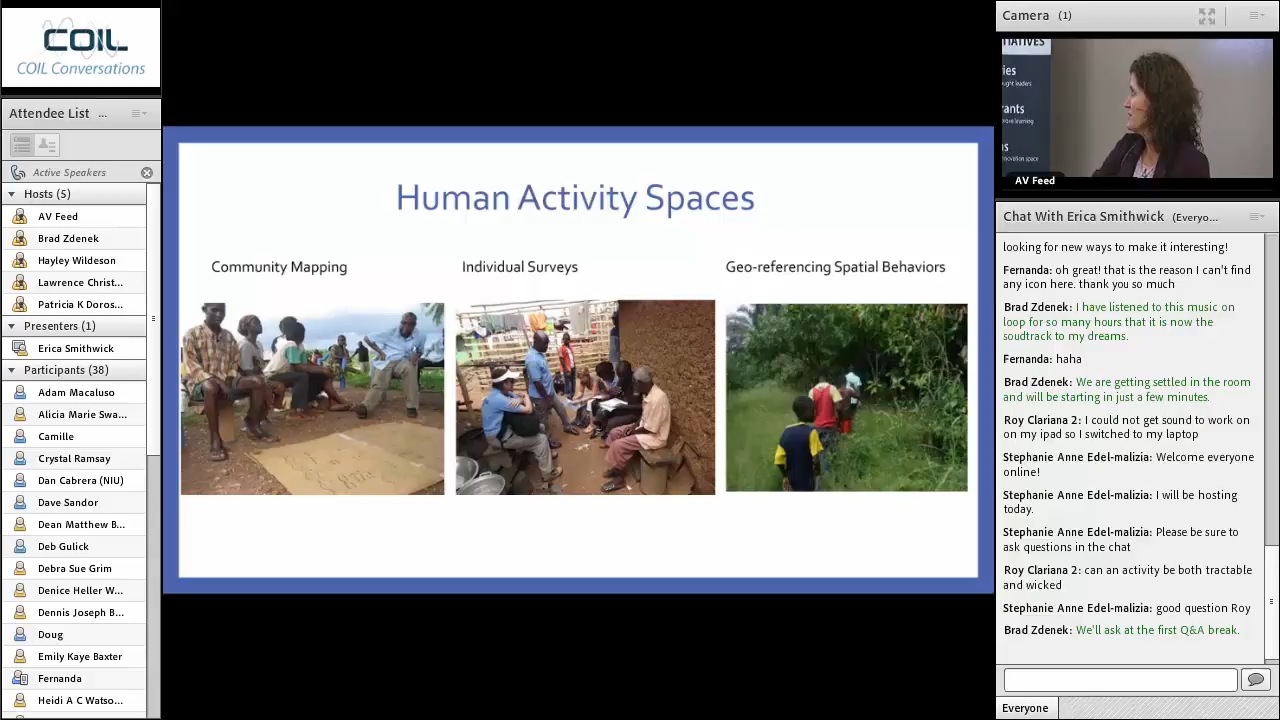 COIL
COIL Conversations
Attendee List ...
Active Speakers
Hosts (5)
AV Feed
Brad Zdenek
Hayley Wildeson
Lawrence Christ...
Patricia K Doros...
Presenters (1)
Erica Smithwick
Participants (38)
Adam Macaluso
Alicia Marie Swa...
Camille
Crystal Ramsay
Dan Cabrera (NIU)
Dave Sandor
Dean Matthew B...
Deb Gulick
Debra Sue Grim
Denice Heller W...
Dennis Joseph B...
Doug
Emily Kaye Baxter
Fernanda
Heidi A C Watso...
Human Activity Spaces
Community Mapping
Individual Surveys
Geo-referencing Spatial Behaviors
Camera (1)
AV Feed
Chat With Erica Smithwick (Everyo...
looking for new ways to make it interesting!
Fernanda: oh great! that is the reason I can't find
any icon here. thank you so much
Brad Zdenek: I have listened to this music on
loop for so many hours that it is now the
soudtrack to my dreams.
Fernanda: haha
Brad Zdenek: We are getting settled in the room
and will be starting in just a few minutes.
Roy Clariana 2: I could not get sound to work on
on my ipad so I switched to my laptop
Stephanie Anne Edel-malizia: Welcome everyone
online!
Stephanie Anne Edel-malizia: I will be hosting
today.
Stephanie Anne Edel-malizia: Please be sure to
ask questions in the chat
Roy Clariana 2: can an activity be both tractable
and wicked
Stephanie Anne Edel-malizia: good question Roy
Brad Zdenek: We'll ask at the first Q&A break.
Everyone